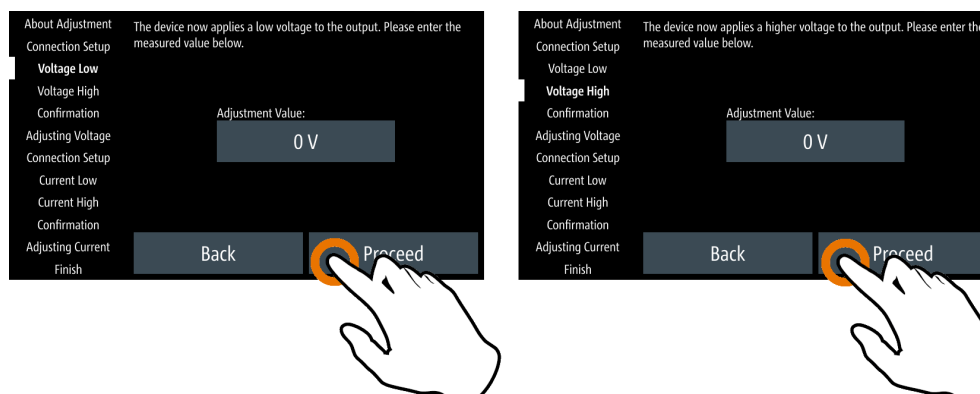 About Adjustment
Connection Setup
Voltage Low
Voltage High
Confirmation
Adjusting Voltage
Connection Setup
Current Low
Current High
Confirmation
Adjusting Current
Finish
The device now applies a low voltage to the output. Please enter the
measured value below.
Adjustment Value:
0 V
Back
Proceed
About Adjustment
Connection Setup
Voltage Low
Voltage High
Confirmation
Adjusting Voltage
Connection Setup
Current Low
Current High
Confirmation
Adjusting Current
Finish
The device now applies a higher voltage to the output. Please enter the
measured value below.
Adjustment Value:
0 V
Back
Proceed